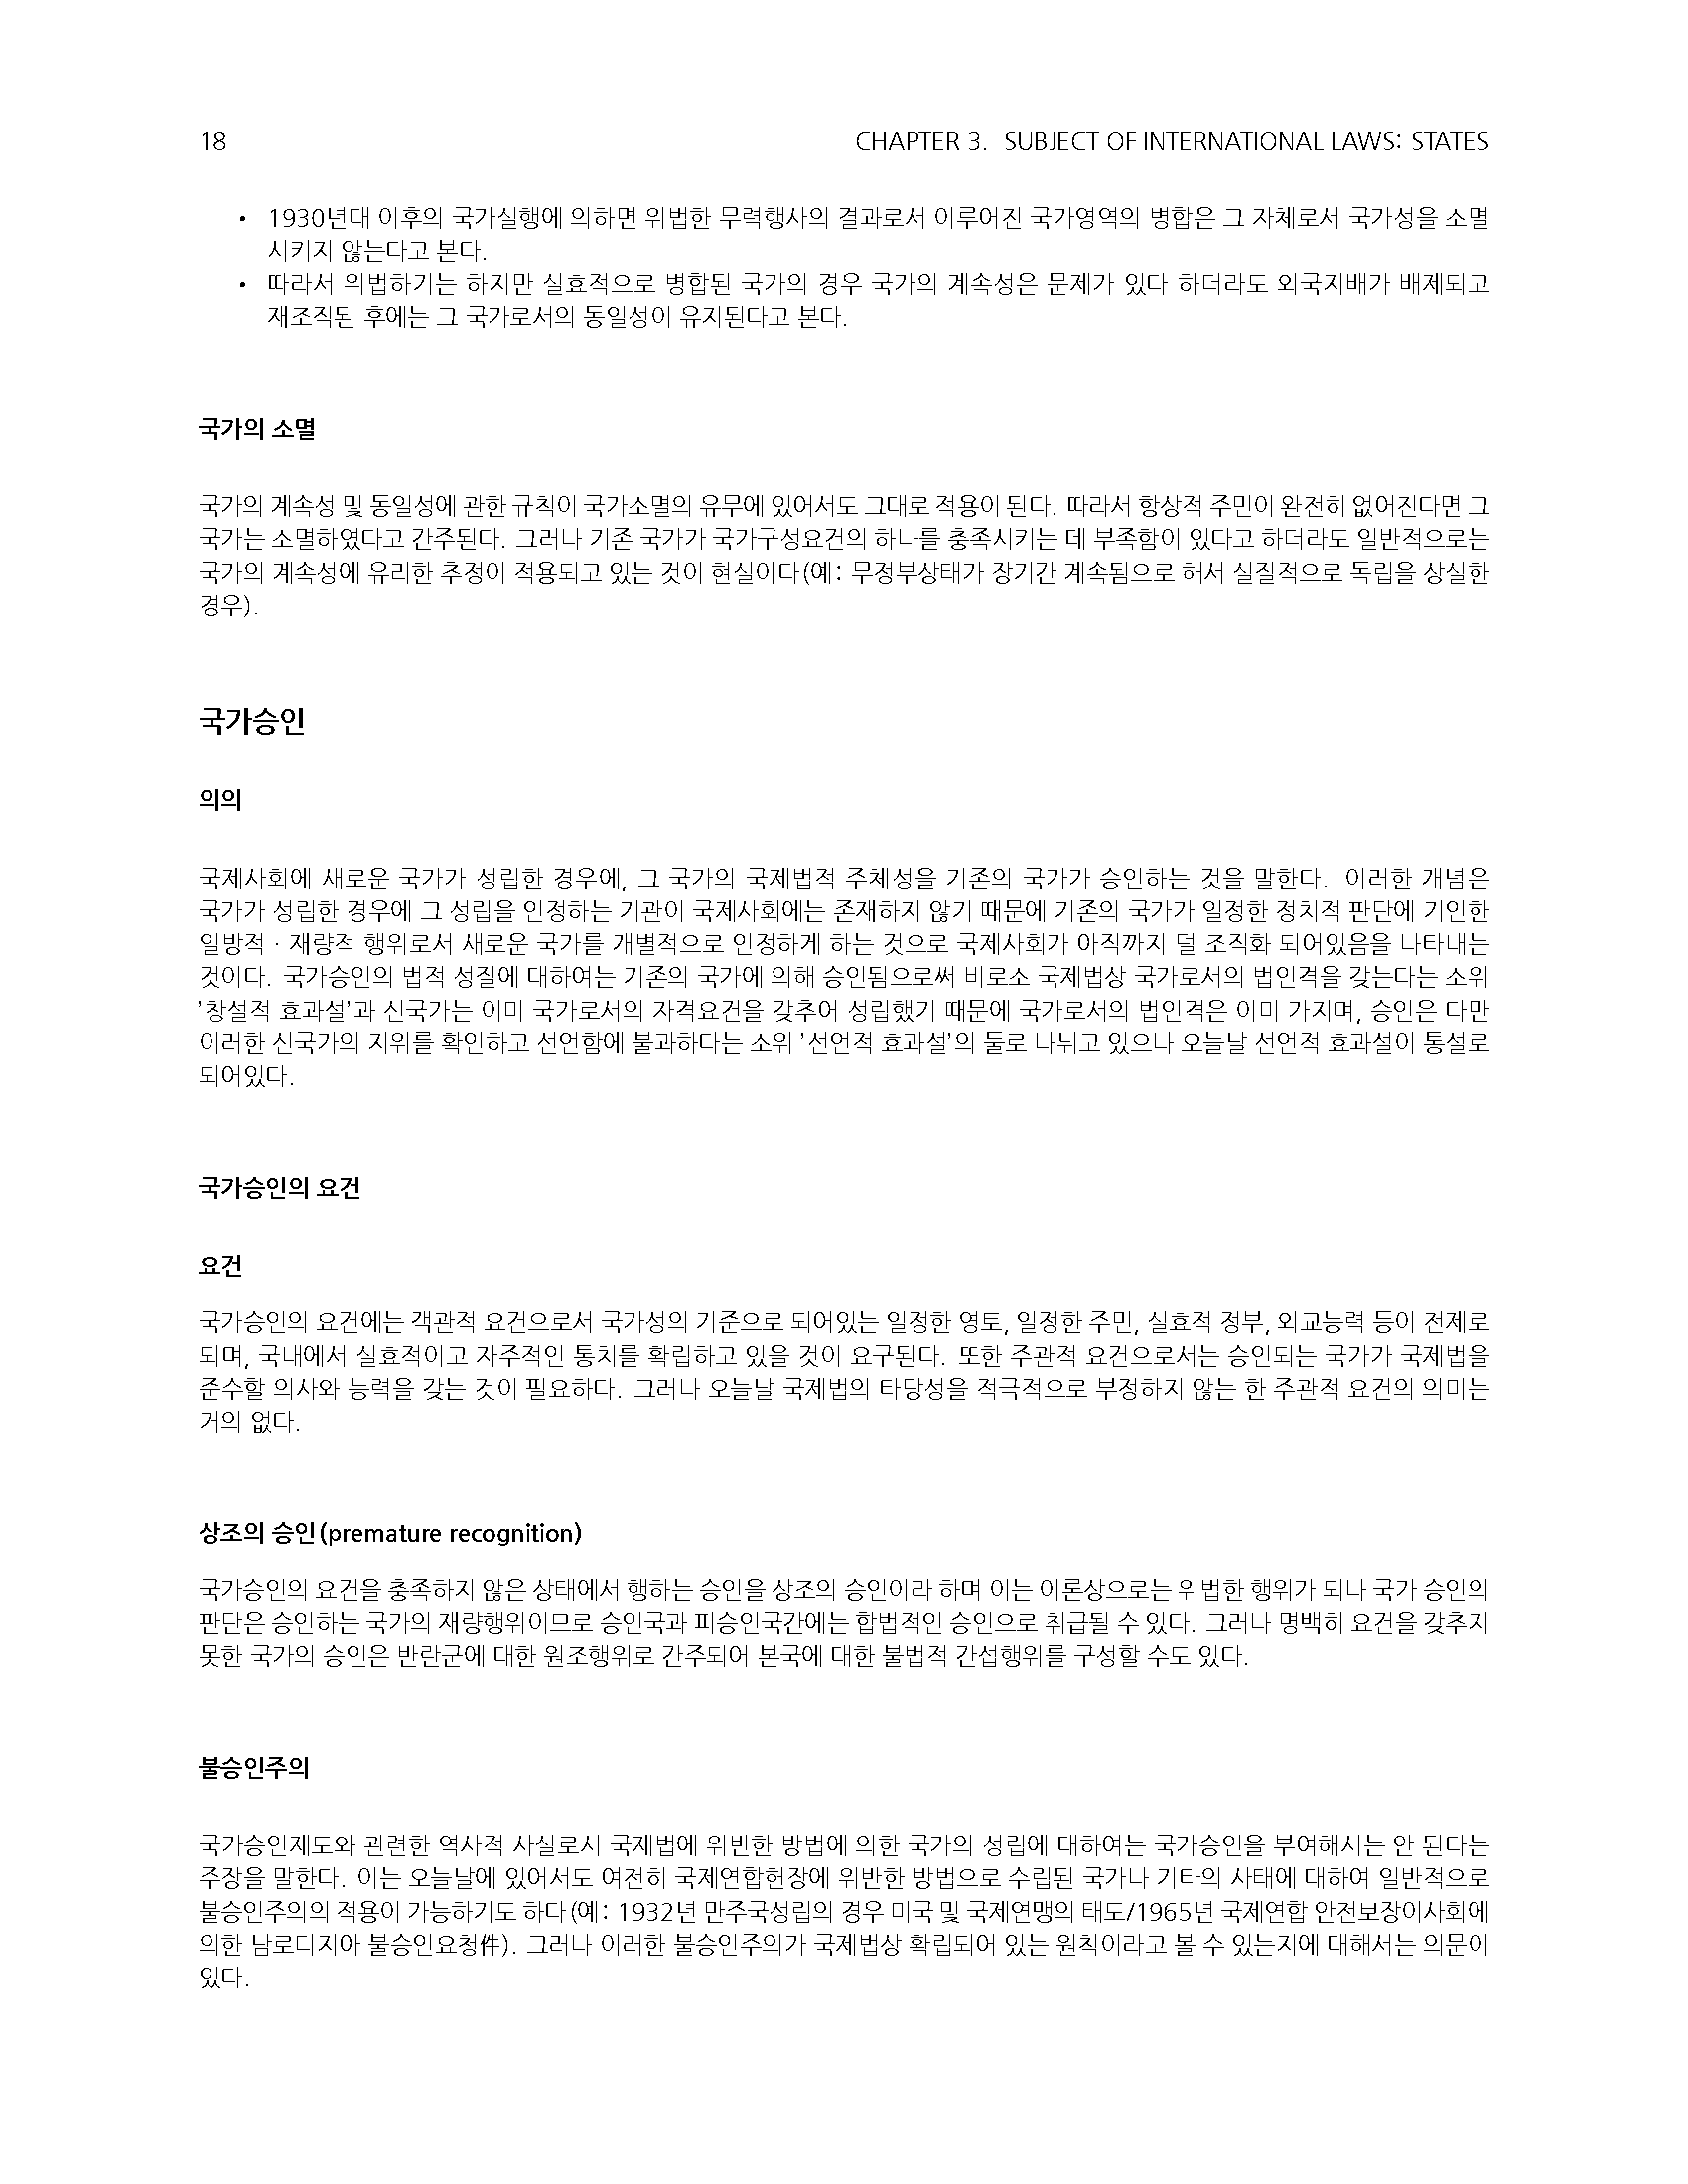 18 CHAPTER 3. SUBJECT OF INTERNATIONAL LAWS: STATES
• 1930년대 이후의 국가실행에 의하면 위법한 무력행사의 결과로서 이루어진 국가영역의 병합은 그 자체로서 국가성을 소멸
시키지 않는다고 본다.
• 따라서 위법하기는 하지만 실효적으로 병합된 국가의 경우 국가의 계속성은 문제가 있다 하더라도 외국지배가 배제되고
재조직된 후에는 그 국가로서의 동일성이 유지된다고 본다.
국가의 소멸
국가의 계속성 및 동일성에 관한 규칙이 국가소멸의 유무에 있어서도 그대로 적용이 된다. 따라서 항상적 주민이 완전히 없어진다면 그
국가는 소멸하였다고 간주된다. 그러나 기존 국가가 국가구성요건의 하나를 충족시키는 데 부족함이 있다고 하더라도 일반적으로는
국가의 계속성에 유리한 추정이 적용되고 있는 것이 현실이다(예: 무정부상태가 장기간 계속됨으로 해서 실질적으로 독립을 상실한
경우).
국가승인
의의
국제사회에 새로운 국가가 성립한 경우에, 그 국가의 국제법적 주체성을 기존의 국가가 승인하는 것을 말한다. 이러한 개념은
국가가 성립한 경우에 그 성립을 인정하는 기관이 국제사회에는 존재하지 않기 때문에 기존의 국가가 일정한 정치적 판단에 기인한
일방적 · 재량적 행위로서 새로운 국가를 개별적으로 인정하게 하는 것으로 국제사회가 아직까지 덜 조직화 되어있음을 나타내는
것이다. 국가승인의 법적 성질에 대하여는 기존의 국가에 의해 승인됨으로써 비로소 국제법상 국가로서의 법인격을 갖는다는 소위
’창설적 효과설’과 신국가는 이미 국가로서의 자격요건을 갖추어 성립했기 때문에 국가로서의 법인격은 이미 가지며, 승인은 다만
이러한 신국가의 지위를 확인하고 선언함에 불과하다는 소위 ’선언적 효과설’의 둘로 나뉘고 있으나 오늘날 선언적 효과설이 통설로
되어있다.
국가승인의 요건
요건
국가승인의 요건에는 객관적 요건으로서 국가성의 기준으로 되어있는 일정한 영토, 일정한 주민, 실효적 정부, 외교능력 등이 전제로
되며, 국내에서 실효적이고 자주적인 통치를 확립하고 있을 것이 요구된다. 또한 주관적 요건으로서는 승인되는 국가가 국제법을
준수할 의사와 능력을 갖는 것이 필요하다. 그러나 오늘날 국제법의 타당성을 적극적으로 부정하지 않는 한 주관적 요건의 의미는
거의 없다.
상조의 승인(premature recognition)
국가승인의 요건을 충족하지 않은 상태에서 행하는 승인을 상조의 승인이라 하며 이는 이론상으로는 위법한 행위가 되나 국가 승인의
판단은 승인하는 국가의 재량행위이므로 승인국과 피승인국간에는 합법적인 승인으로 취급될 수 있다. 그러나 명백히 요건을 갖추지
못한 국가의 승인은 반란군에 대한 원조행위로 간주되어 본국에 대한 불법적 간섭행위를 구성할 수도 있다.
불승인주의
국가승인제도와 관련한 역사적 사실로서 국제법에 위반한 방법에 의한 국가의 성립에 대하여는 국가승인을 부여해서는 안 된다는
주장을 말한다. 이는 오늘날에 있어서도 여전히 국제연합헌장에 위반한 방법으로 수립된 국가나 기타의 사태에 대하여 일반적으로
불승인주의의 적용이 가능하기도 하다(예: 1932년 만주국성립의 경우 미국 및 국제연맹의 태도/1965년 국제연합 안전보장이사회에
의한 남로디지아 불승인요청件). 그러나 이러한 불승인주의가 국제법상 확립되어 있는 원칙이라고 볼 수 있는지에 대해서는 의문이
있다.